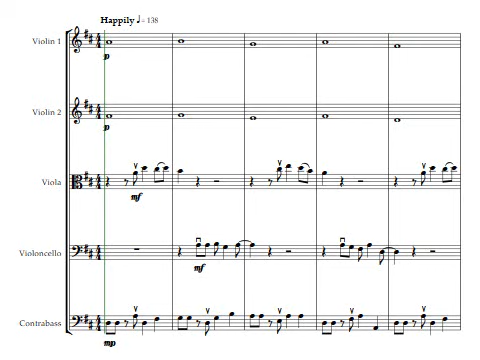 Happily ♩= 138
Violin 1
p
Violin 2
p
Viola
mf
Violoncello
mf
Contrabass
mp